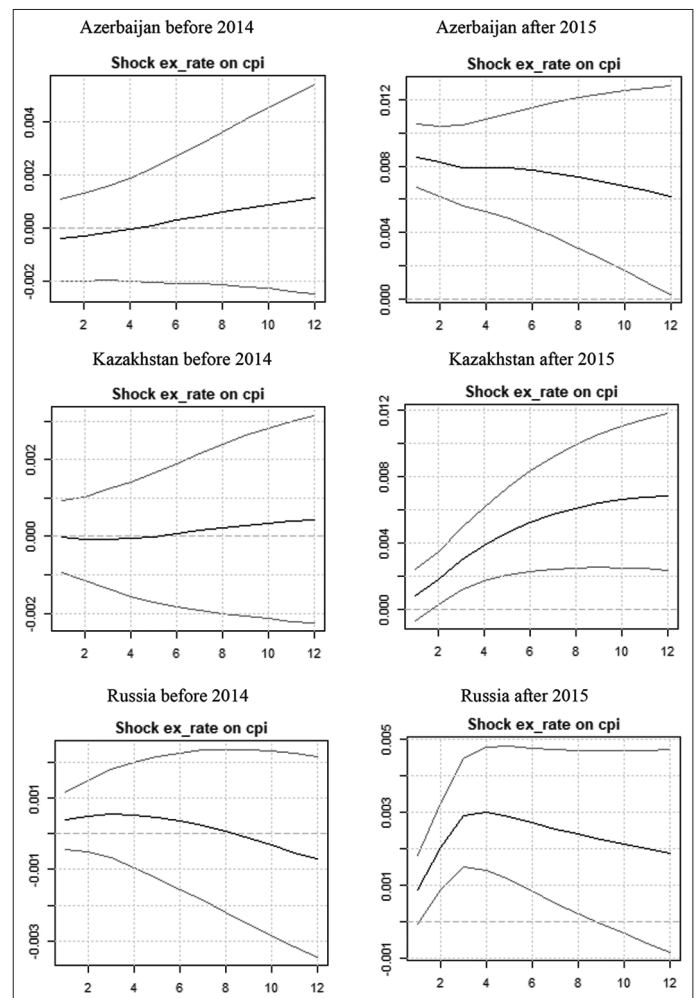 Azerbaijan before 2014
Azerbaijan after 2015
Shock ex_rate on cpi
Shock ex_rate on cpi
0.004
0.002
0.000
-0.002
2 4 6 8 10 12
0.012
0.008
0.004
0.000
2 4 6 8 10 12
Kazakhstan before 2014
Kazakhstan after 2015
Shock ex_rate on cpi
Shock ex_rate on cpi
0.002
0.000
-0.002
2 4 6 8 10 12
0.012
0.008
0.004
0.000
2 4 6 8 10 12
Russia before 2014
Russia after 2015
Shock ex_rate on cpi
Shock ex_rate on cpi
0.001
-0.001
-0.003
2 4 6 8 10 12
0.005
0.003
0.001
-0.001
2 4 6 8 10 12